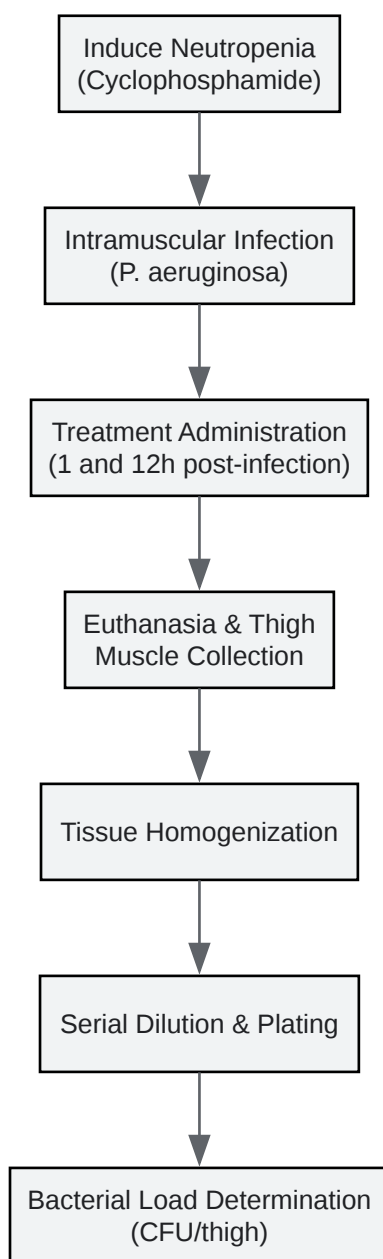 Induce Neutropenia
(Cyclophosphamide)
Intramuscular Infection
(P. aeruginosa)
Treatment Administration
(1 and 12h post-infection)
Euthanasia & Thigh
Muscle Collection
Tissue Homogenization
Serial Dilution & Plating
Bacterial Load Determination
(CFU/thigh)